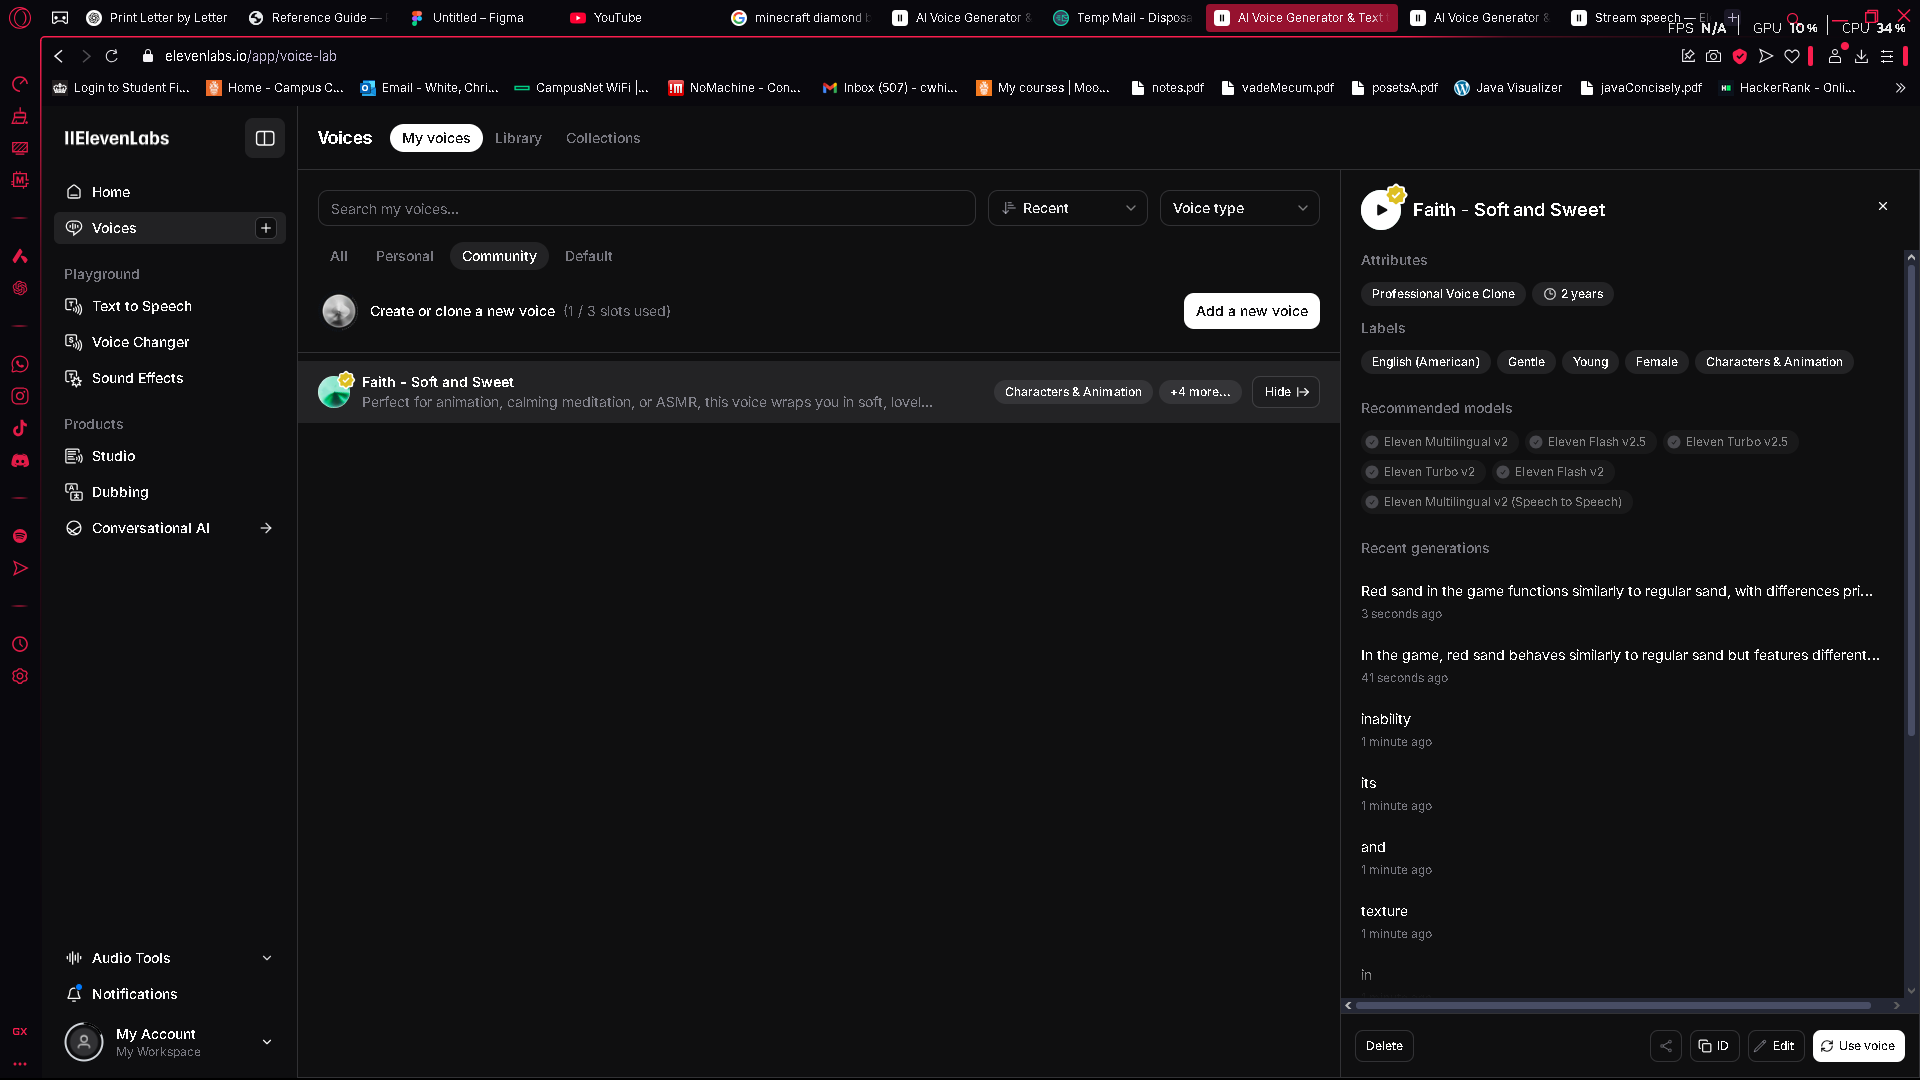 Print Letter by Letter
Reference Guide —
Untitled – Figma
YouTube
minecraft diamond b
AI Voice Generator &
Temp Mail - Disposa
AI Voice Generator & Text t
AI Voice Generator &
Stream speech — El
FPS N/A
GPU 10 %
CPU 34 %
elevenlabs.io/app/voice-lab
Login to Student Fi...
Home - Campus C...
Email - White, Chri...
CampusNet WiFi |...
NoMachine - Con...
Inbox (507) - cwhi...
My courses | Moo...
notes.pdf
vadeMecum.pdf
posetsA.pdf
Java Visualizer
javaConcisely.pdf
HackerRank - Onli...
IIElevenLabs
Home
Voices
Playground
Text to Speech
Voice Changer
Sound Effects
Products
Studio
Dubbing
Conversational AI
Audio Tools
Notifications
My Account
My Workspace
GX
Voices
My voices
Library
Collections
Search my voices...
Recent
Voice type
All
Personal
Community
Default
Create or clone a new voice (1 / 3 slots used)
Add a new voice
Faith - Soft and Sweet
Perfect for animation, calming meditation, or ASMR, this voice wraps you in soft, lovel...
Characters & Animation
+4 more...
Hide
Faith - Soft and Sweet
Attributes
Professional Voice Clone
2 years
Labels
English (American)
Gentle
Young
Female
Characters & Animation
Recommended models
Eleven Multilingual v2
Eleven Flash v2.5
Eleven Turbo v2.5
Eleven Turbo v2
Eleven Flash v2
Eleven Multilingual v2 (Speech to Speech)
Recent generations
Red sand in the game functions similarly to regular sand, with differences pri...
3 seconds ago
In the game, red sand behaves similarly to regular sand but features different...
41 seconds ago
inability
1 minute ago
its
1 minute ago
and
1 minute ago
texture
1 minute ago
in
Delete
ID
Edit
Use voice